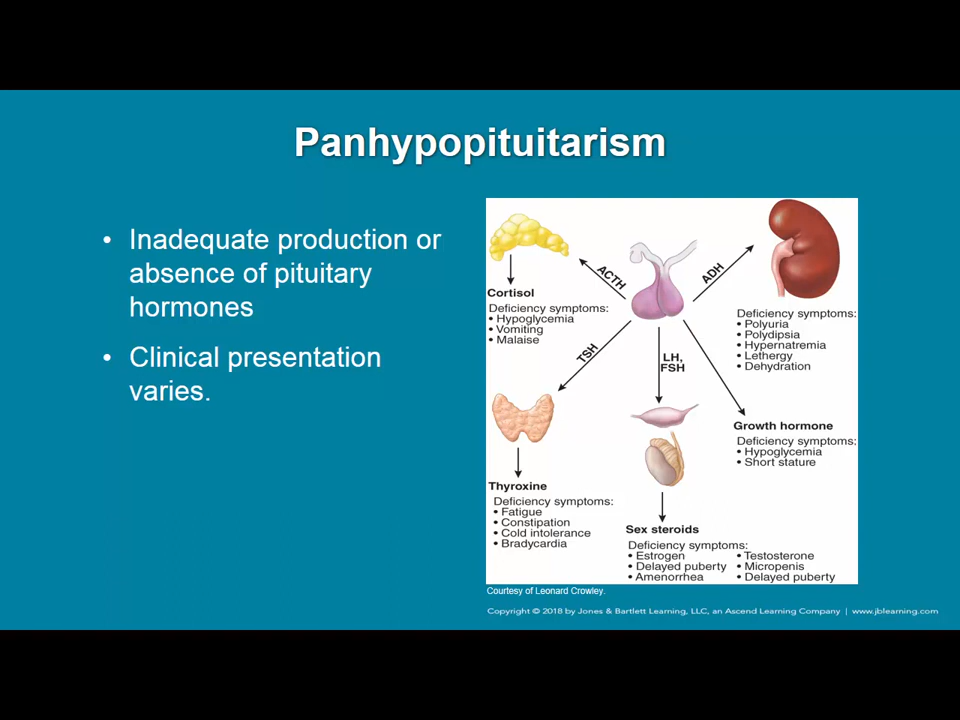 Panhypopituitarism
• Inadequate production or
absence of pituitary
hormones
• Clinical presentation
varies.
ACTH
ADH
TSH
LH,
FSH
Cortisol
Deficiency symptoms:
• Hypoglycemia
• Vomiting
• Malaise
Deficiency symptoms:
• Polyuria
• Polydipsia
• Hypernatremia
• Lethergy
• Dehydration
Growth hormone
Deficiency symptoms:
• Hypoglycemia
• Short stature
Thyroxine
Deficiency symptoms:
• Fatigue
• Constipation
• Cold intolerance
• Bradycardia
Sex steroids
Deficiency symptoms:
• Estrogen
• Delayed puberty
• Amenorrhea
• Testosterone
• Micropenis
• Delayed puberty
Courtesy of Leonard Crowley.
Copyright © 2018 by Jones & Bartlett Learning, LLC, an Ascend Learning Company | www.jblearning.com